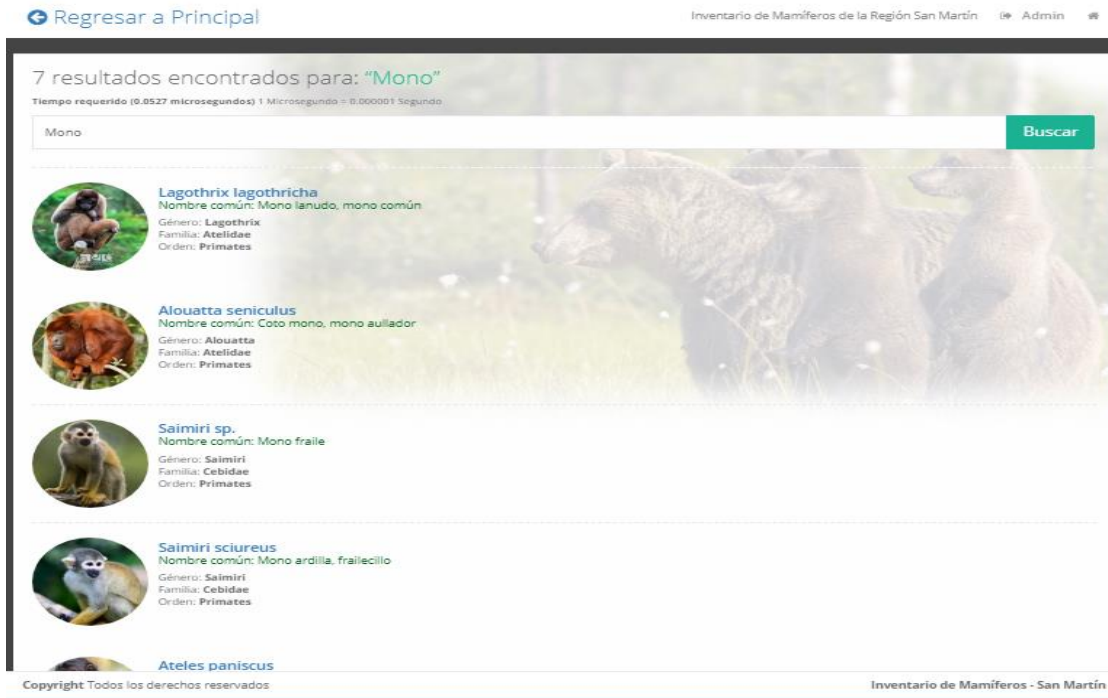 Regresar a Principal
Inventario de Mamíferos de la Región San Martín
Admin
7 resultados encontrados para: “Mono”
Tiempo requerido (0.0527 microsegundos) 1 Microsegundo = 0.000001 Segundo
Mono
Buscar
Lagothrix lagothricha
Nombre común: Mono lanudo, mono común
Género: Lagothrix
Familia: Atelidae
Orden: Primates
Alouatta seniculus
Nombre común: Coto mono, mono aullador
Género: Alouatta
Familia: Atelidae
Orden: Primates
Saimiri sp.
Nombre común: Mono fraile
Género: Saimiri
Familia: Cebidae
Orden: Primates
Saimiri sciureus
Nombre común: Mono ardilla, frailecillo
Género: Saimiri
Familia: Cebidae
Orden: Primates
Ateles paniscus
Copyright Todos los derechos reservados
Inventario de Mamíferos - San Martín